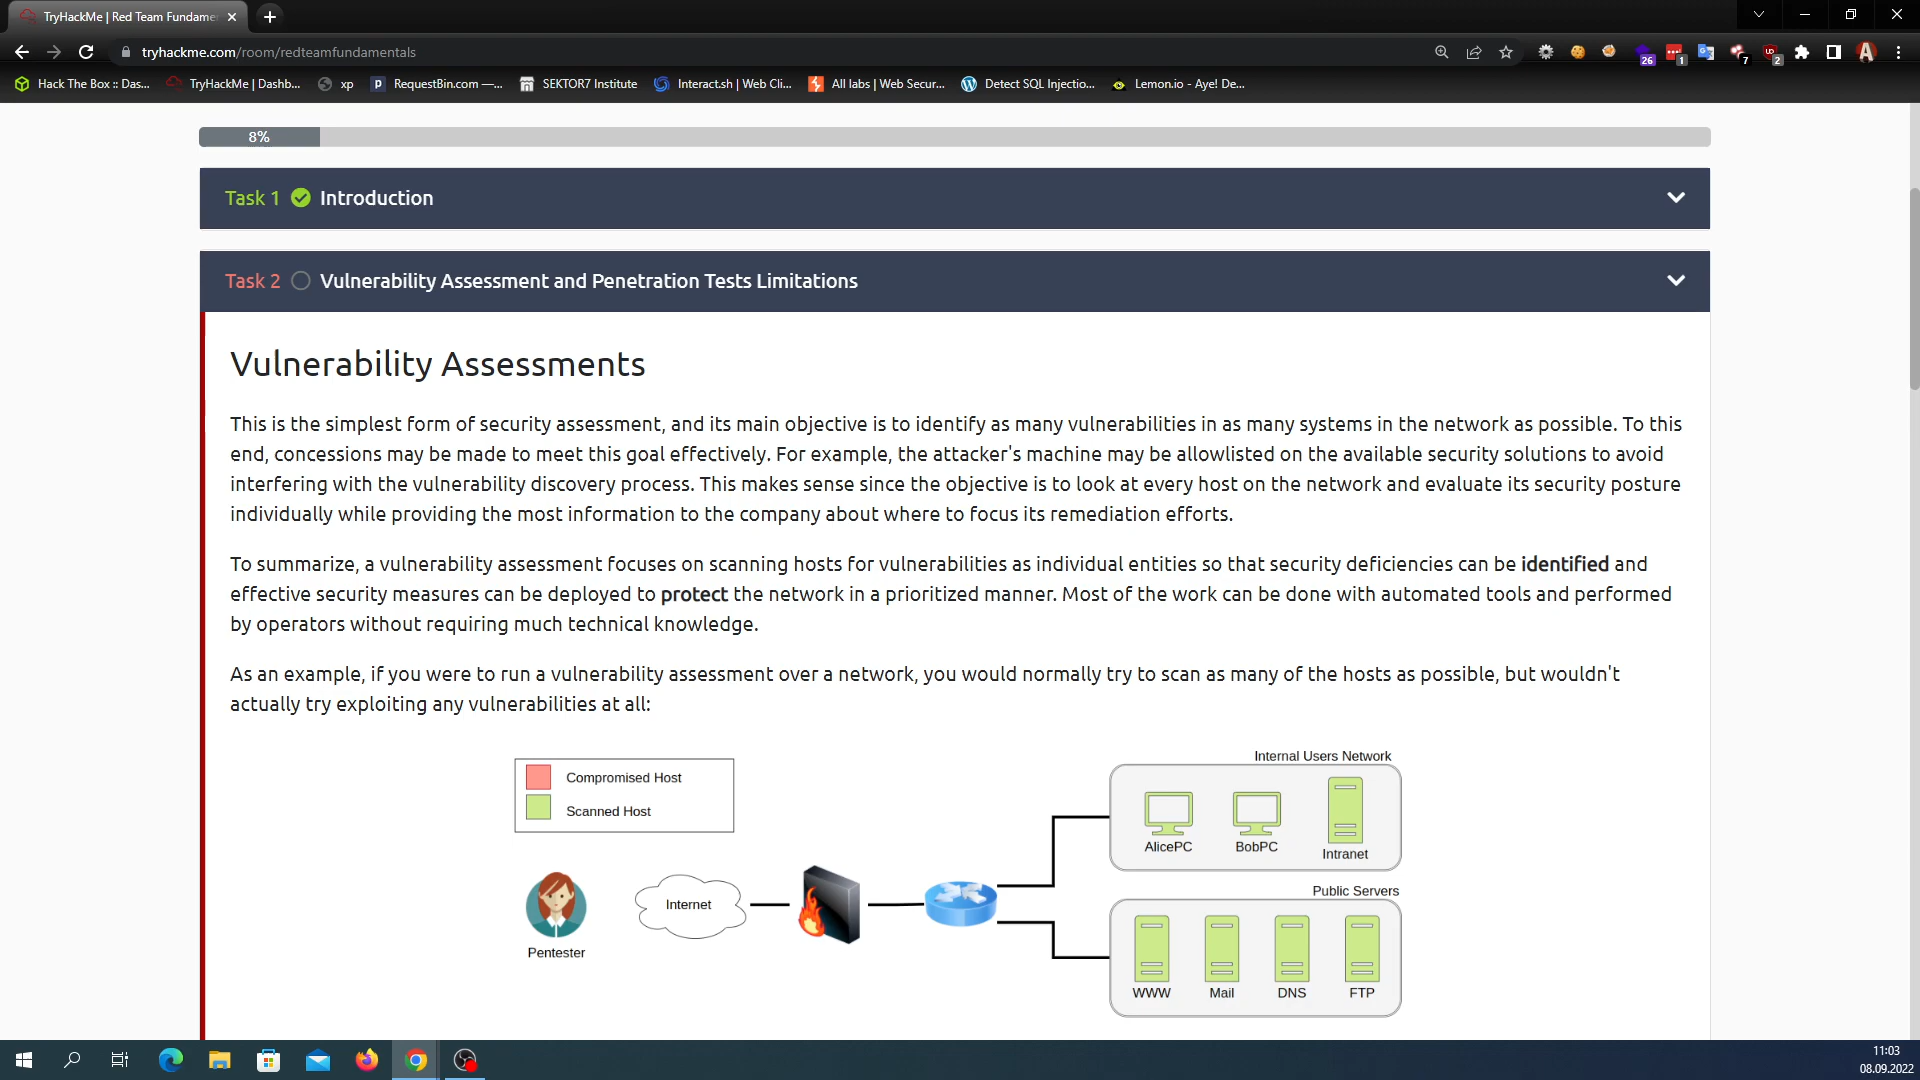 TryHackMe | Red Team Fundame
tryhackme.com/room/redteamfundamentals
26
1
7
2
A
Hack The Box :: Das...
TryHackMe | Dashb...
xp
RequestBin.com —...
SEKTOR7 Institute
Interact.sh | Web Cli...
All labs | Web Secur...
Detect SQL Injectio...
Lemon.io - Aye! De...
8%
Task 1 Introduction
Task 2 Vulnerability Assessment and Penetration Tests Limitations
Vulnerability Assessments
This is the simplest form of security assessment, and its main objective is to identify as many vulnerabilities in as many systems in the network as possible. To this
end, concessions may be made to meet this goal effectively. For example, the attacker's machine may be allowlisted on the available security solutions to avoid
interfering with the vulnerability discovery process. This makes sense since the objective is to look at every host on the network and evaluate its security posture
individually while providing the most information to the company about where to focus its remediation efforts.
To summarize, a vulnerability assessment focuses on scanning hosts for vulnerabilities as individual entities so that security deficiencies can be identified and
effective security measures can be deployed to protect the network in a prioritized manner. Most of the work can be done with automated tools and performed
by operators without requiring much technical knowledge.
As an example, if you were to run a vulnerability assessment over a network, you would normally try to scan as many of the hosts as possible, but wouldn't
actually try exploiting any vulnerabilities at all:
Compromised Host
Scanned Host
Pentester
Internet
Internal Users Network
AlicePC
BobPC
Intranet
Public Servers
WWW
Mail
DNS
FTP
11:03
08.09.2022